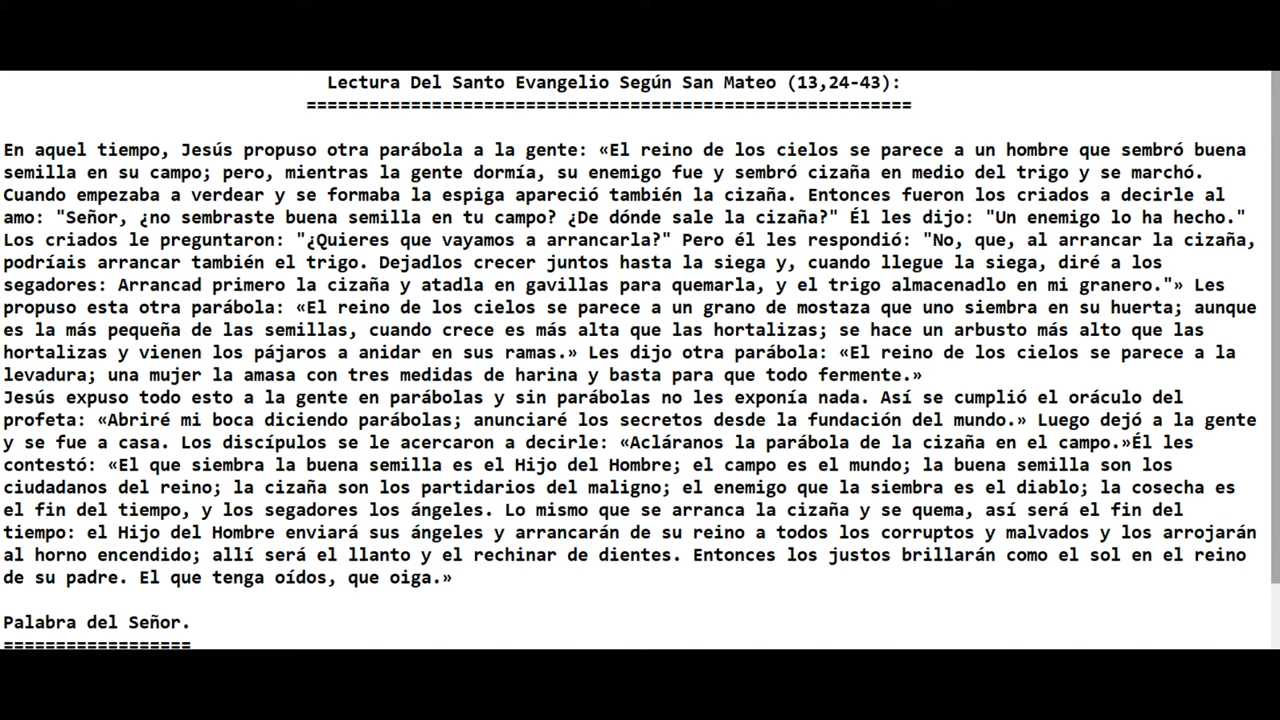 Lectura Del Santo Evangelio Según San Mateo (13,24-43):
==========================================================
En aquel tiempo, Jesús propuso otra parábola a la gente: «El reino de los cielos se parece a un hombre que sembró buena
semilla en su campo; pero, mientras la gente dormía, su enemigo fue y sembró cizaña en medio del trigo y se marchó.
Cuando empezaba a verdear y se formaba la espiga apareció también la cizaña. Entonces fueron los criados a decirle al
amo: "Señor, ¿no sembraste buena semilla en tu campo? ¿De dónde sale la cizaña?" Él les dijo: "Un enemigo lo ha hecho."
Los criados le preguntaron: "¿Quieres que vayamos a arrancarla?" Pero él les respondió: "No, que, al arrancar la cizaña,
podríais arrancar también el trigo. Dejadlos crecer juntos hasta la siega y, cuando llegue la siega, diré a los
segadores: Arrancad primero la cizaña y atadla en gavillas para quemarla, y el trigo almacenadlo en mi granero."» Les
propuso esta otra parábola: «El reino de los cielos se parece a un grano de mostaza que uno siembra en su huerta; aunque
es la más pequeña de las semillas, cuando crece es más alta que las hortalizas; se hace un arbusto más alto que las
hortalizas y vienen los pájaros a anidar en sus ramas.» Les dijo otra parábola: «El reino de los cielos se parece a la
levadura; una mujer la amasa con tres medidas de harina y basta para que todo fermente.»
Jesús expuso todo esto a la gente en parábolas y sin parábolas no les exponía nada. Así se cumplió el oráculo del
profeta: «Abriré mi boca diciendo parábolas; anunciaré los secretos desde la fundación del mundo.» Luego dejó a la gente
y se fue a casa. Los discípulos se le acercaron a decirle: «Acláranos la parábola de la cizaña en el campo.»Él les
contestó: «El que siembra la buena semilla es el Hijo del Hombre; el campo es el mundo; la buena semilla son los
ciudadanos del reino; la cizaña son los partidarios del maligno; el enemigo que la siembra es el diablo; la cosecha es
el fin del tiempo, y los segadores los ángeles. Lo mismo que se arranca la cizaña y se quema, así será el fin del
tiempo: el Hijo del Hombre enviará sus ángeles y arrancarán de su reino a todos los corruptos y malvados y los arrojarán
al horno encendido; allí será el llanto y el rechinar de dientes. Entonces los justos brillarán como el sol en el reino
de su padre. El que tenga oídos, que oiga.»
Palabra del Señor.
==================